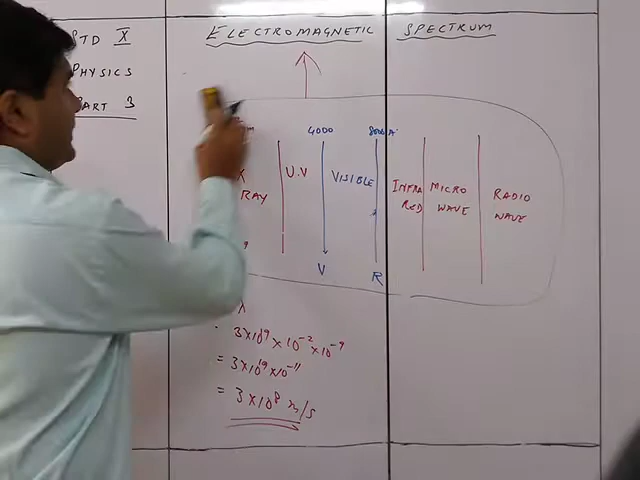 STD X
PHYSICS
PART 3
ELECTROMAGNETIC SPECTRUM
4000 8000 A°
X RAY
U.V
VISIBLE
INFRA RED
MICRO WAVE
RADIO WAVE
V R
λ
3×10¹⁹×10⁻²×10⁻⁹
= 3×10¹⁹×10⁻¹¹
= 3×10⁸ m/s